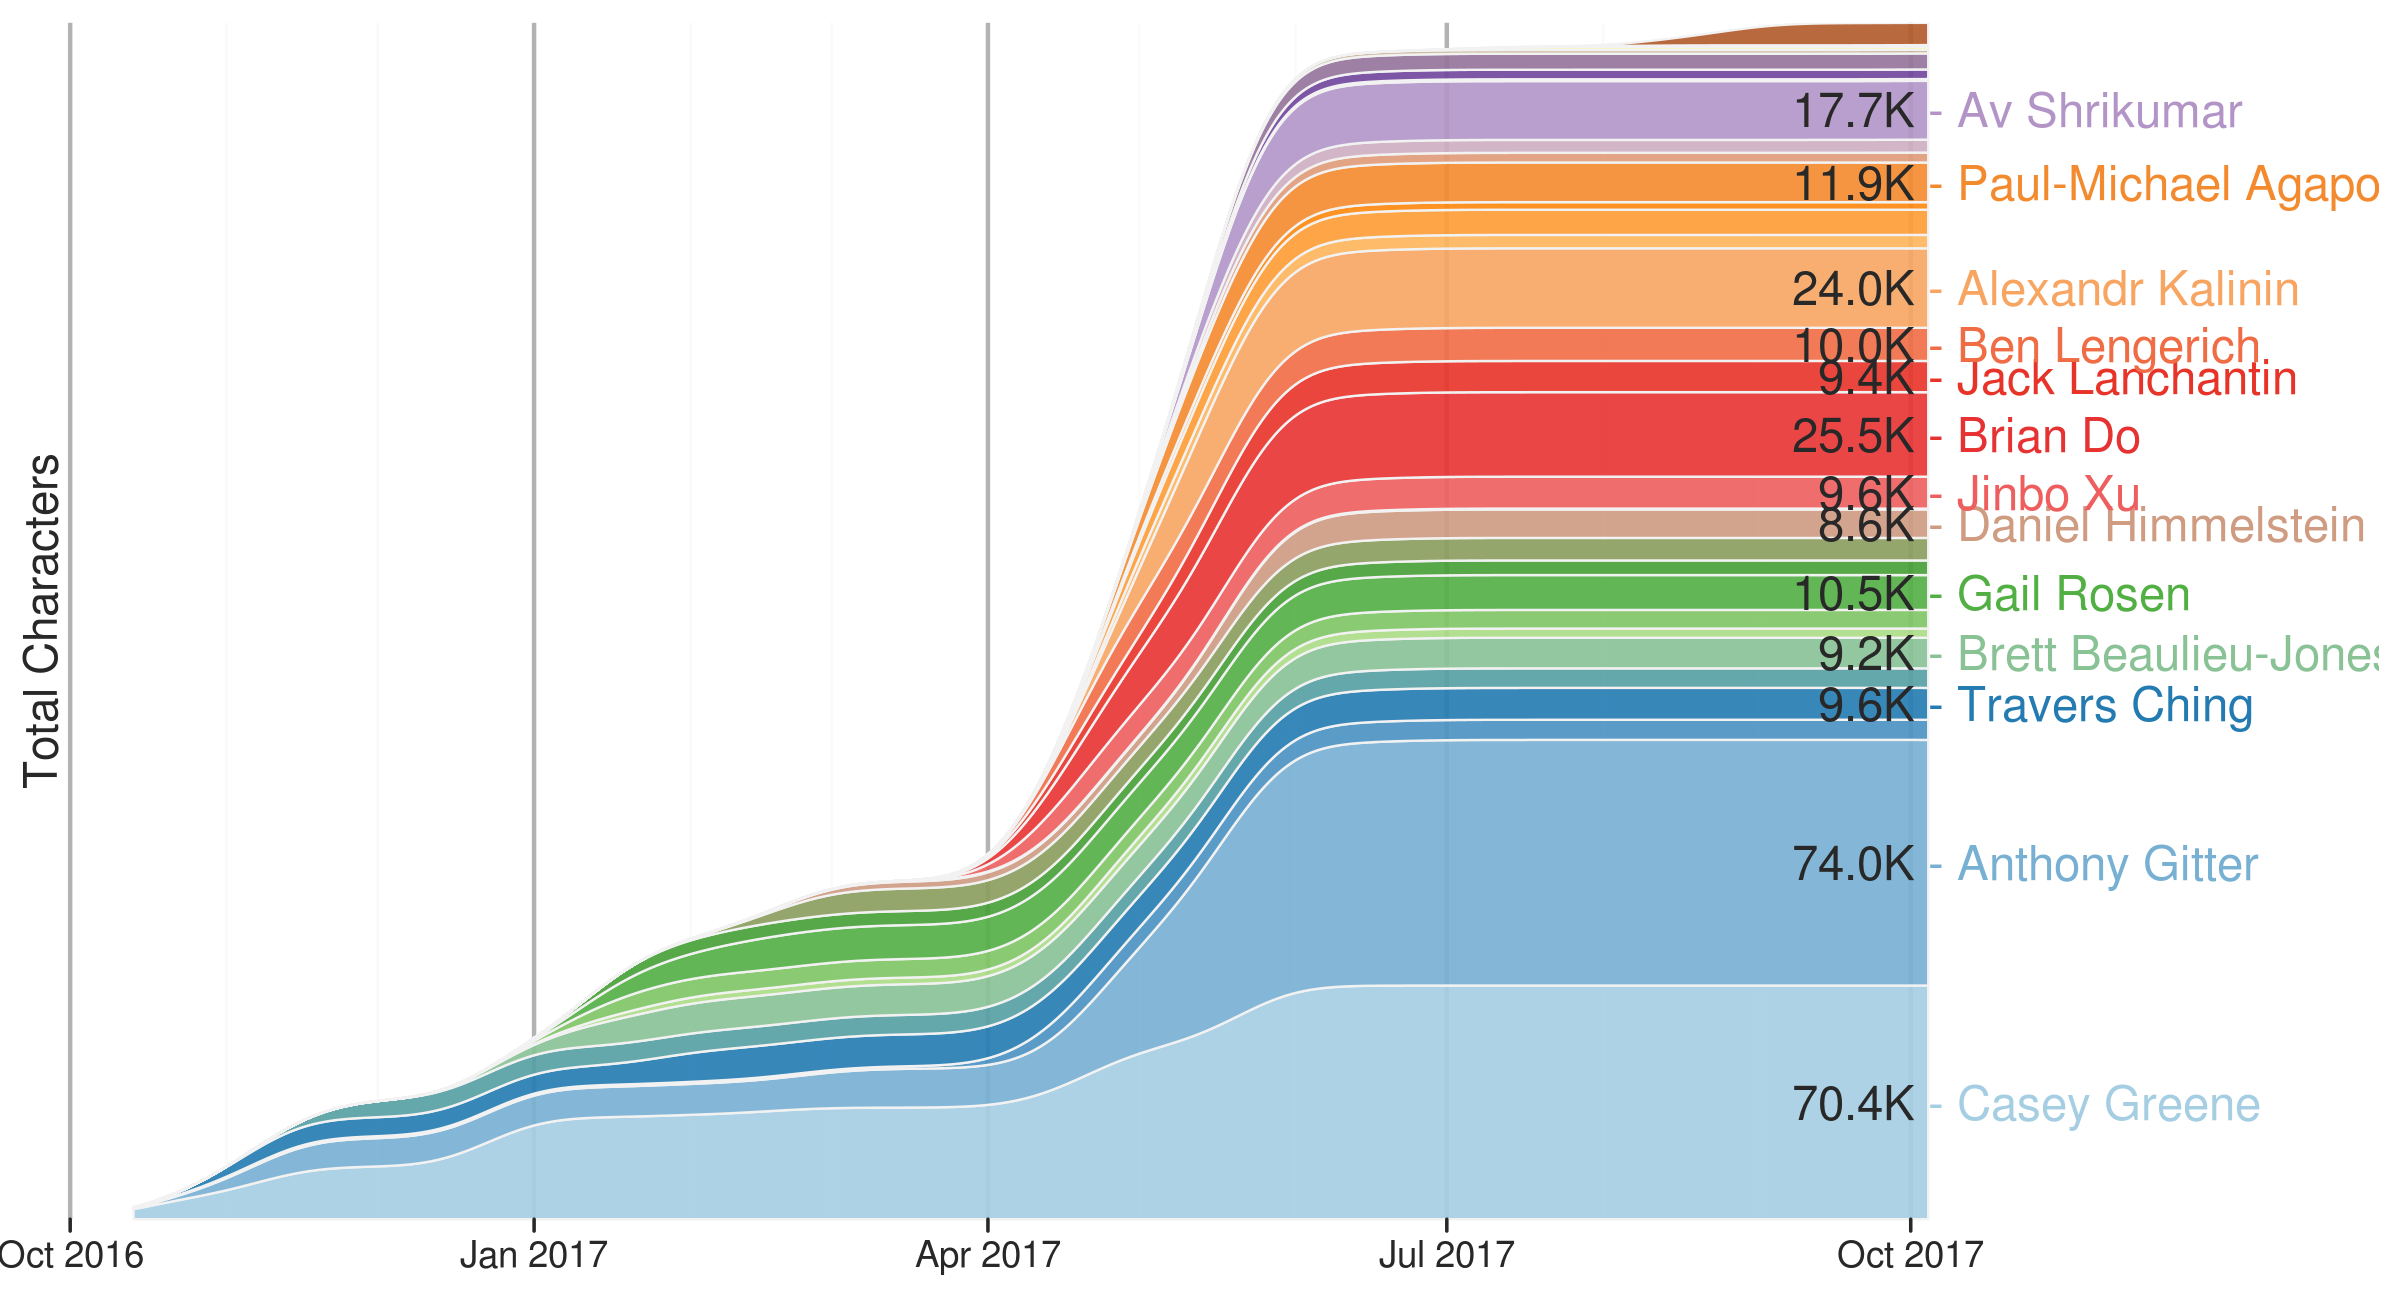 17.7K - Av Shrikumar
11.9K - Paul-Michael Agapo
24.0K - Alexandr Kalinin
10.0K - Ben Lengerich
9.4K - Jack Lanchantin
25.5K - Brian Do
9.6K - Jinbo Xu
8.6K - Daniel Himmelstein
10.5K - Gail Rosen
9.2K - Brett Beaulieu-Jones
9.6K - Travers Ching
74.0K - Anthony Gitter
70.4K - Casey Greene
Total Characters
Oct 2016 Jan 2017 Apr 2017 Jul 2017 Oct 2017